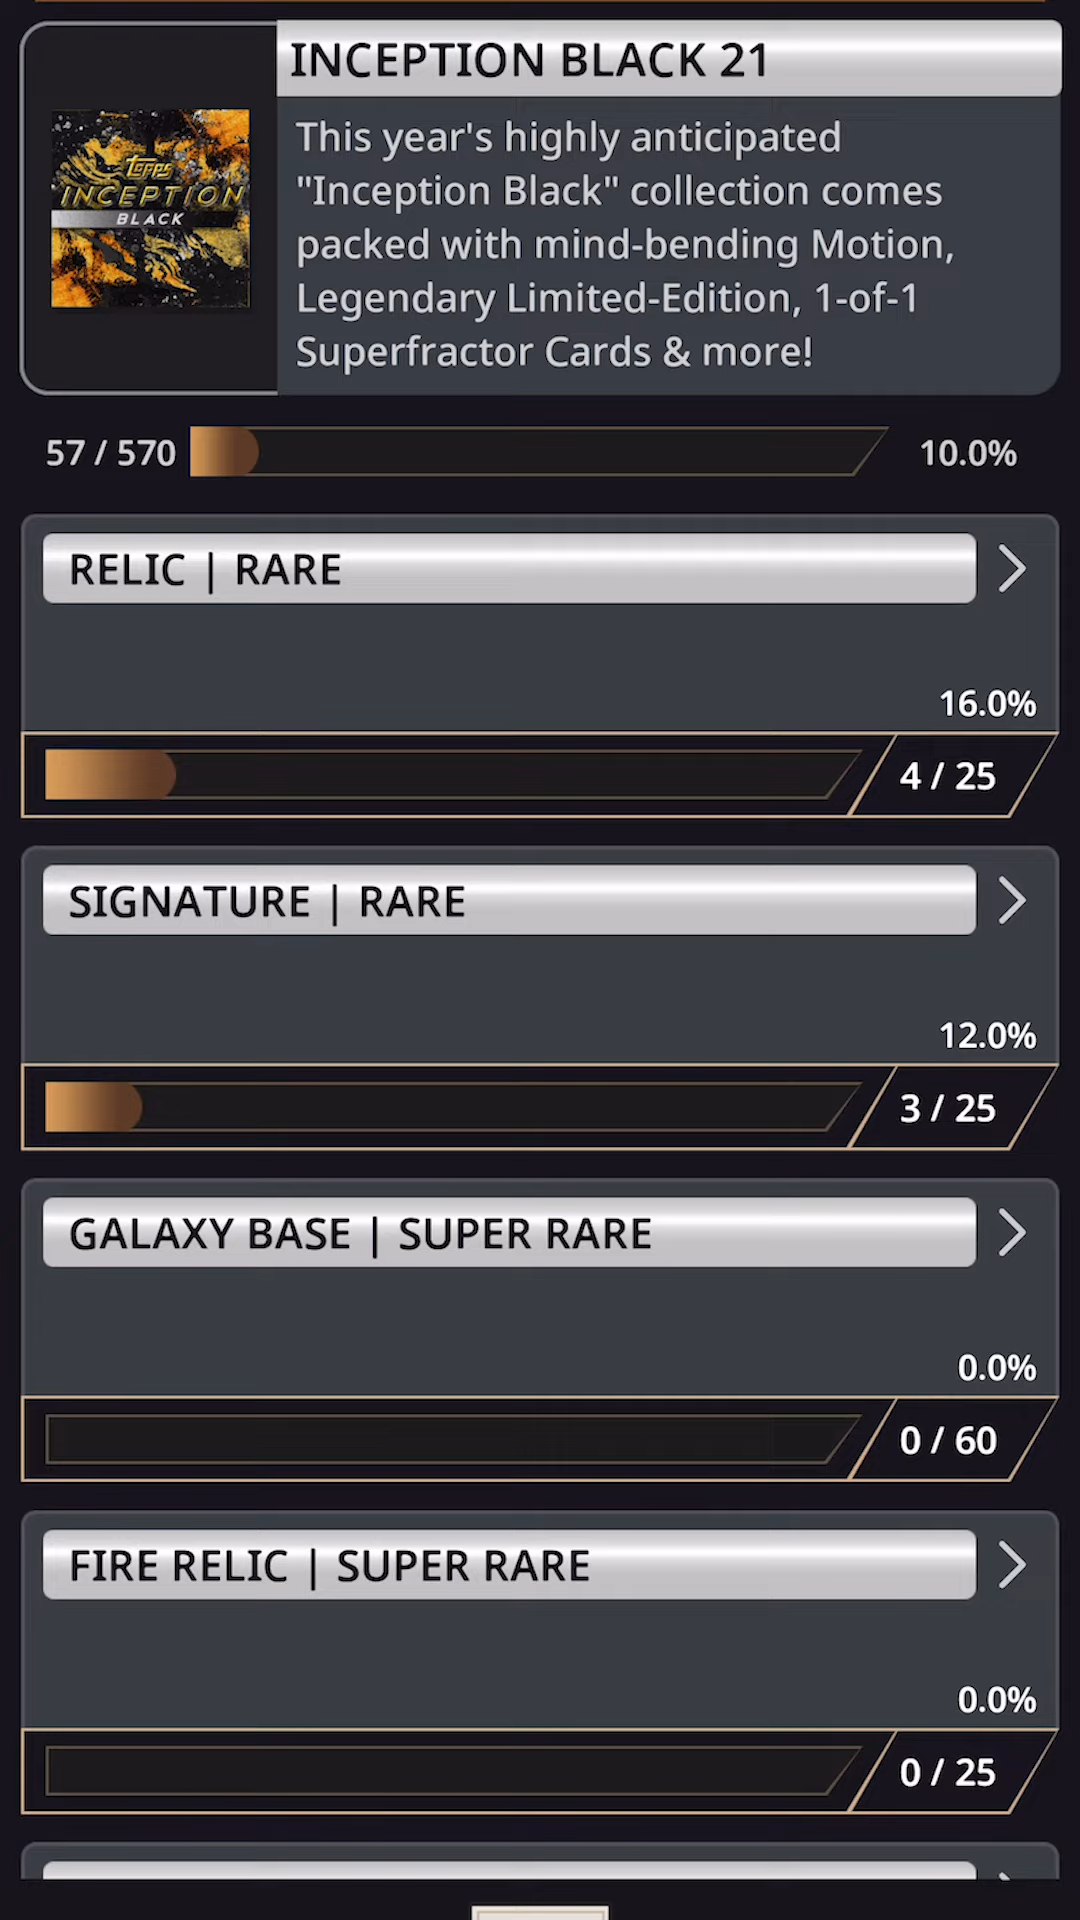 INCEPTION BLACK 21
Topps
INCEPTION
BLACK
This year's highly anticipated
"Inception Black" collection comes
packed with mind-bending Motion,
Legendary Limited-Edition, 1-of-1
Superfractor Cards & more!
57 / 570
10.0%
RELIC | RARE
16.0%
4 / 25
SIGNATURE | RARE
12.0%
3 / 25
GALAXY BASE | SUPER RARE
0.0%
0 / 60
FIRE RELIC | SUPER RARE
0.0%
0 / 25